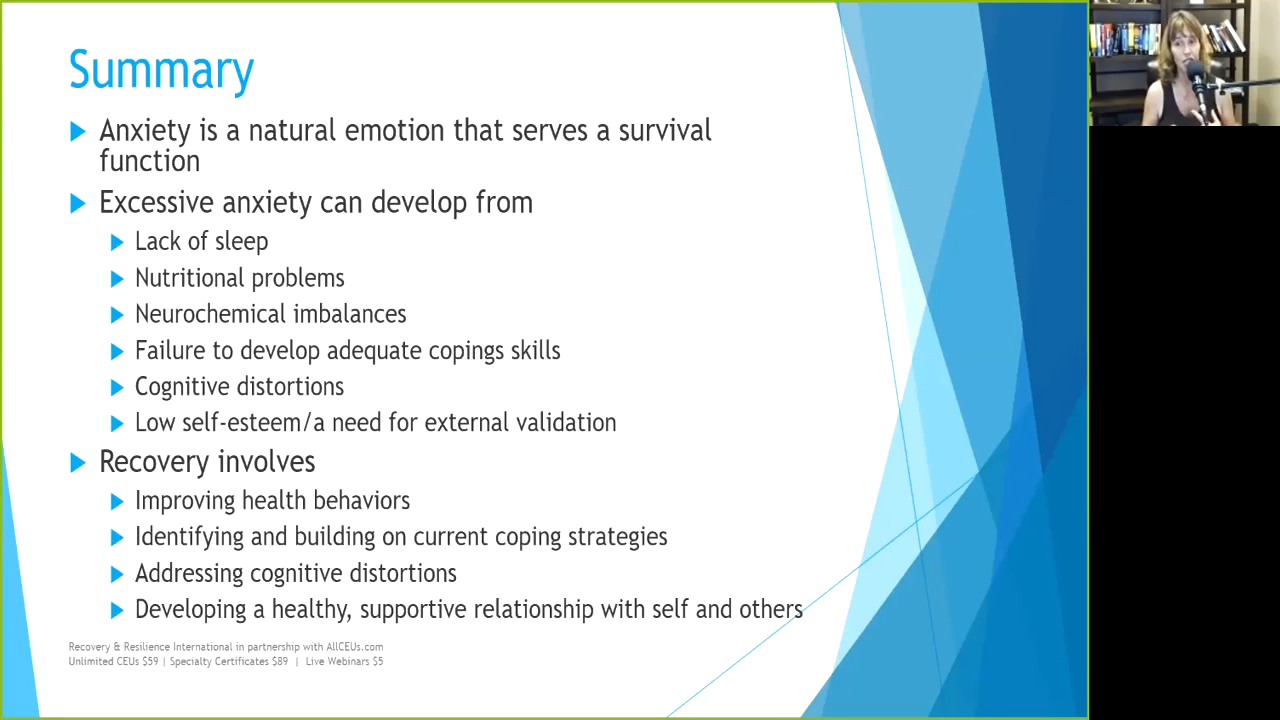 Summary
Anxiety is a natural emotion that serves a survival
function
Excessive anxiety can develop from
Lack of sleep
Nutritional problems
Neurochemical imbalances
Failure to develop adequate copings skills
Cognitive distortions
Low self-esteem/a need for external validation
Recovery involves
Improving health behaviors
Identifying and building on current coping strategies
Addressing cognitive distortions
Developing a healthy, supportive relationship with self and others
Recovery & Resilience International in partnership with AllCEUs.com
Unlimited CEUs $59 | Specialty Certificates $89 | Live Webinars $5